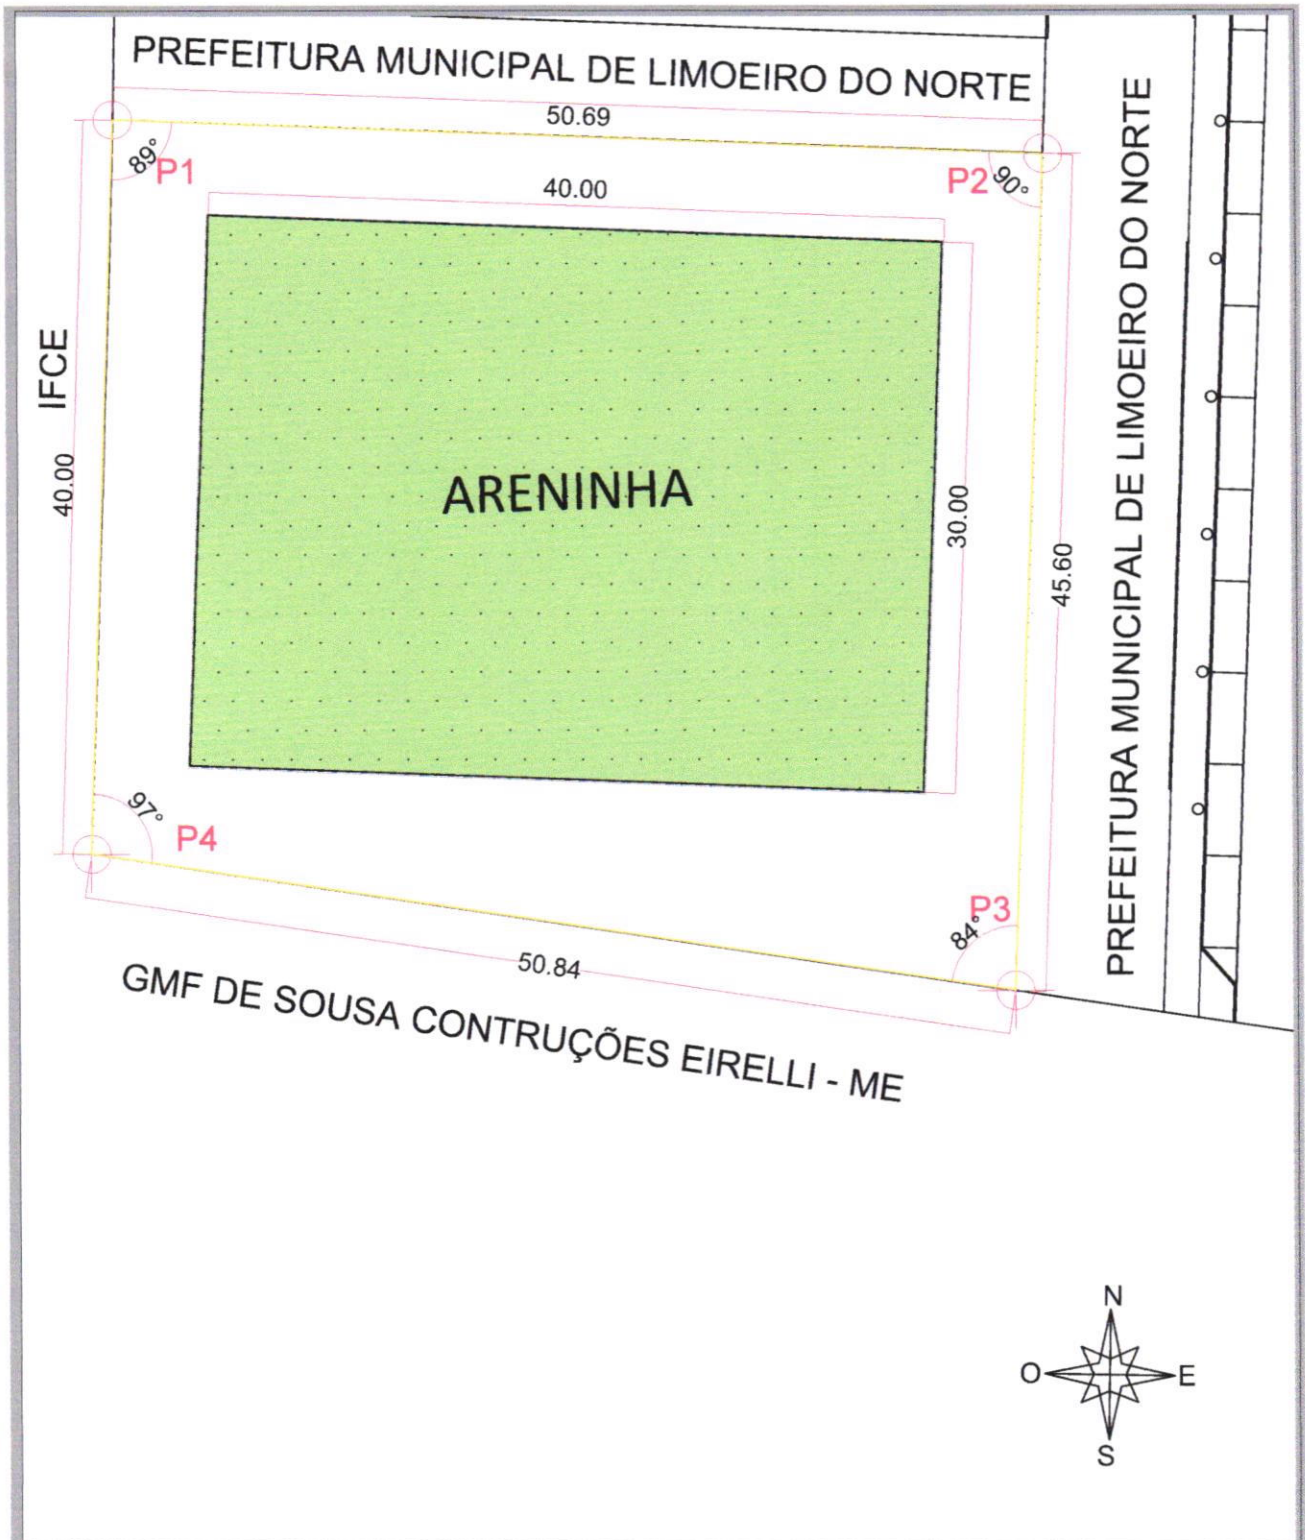 PREFEITURA MUNICIPAL DE LIMOEIRO DO NORTE
50.69
89°
P1
P2
90°
40.00
IFCE
40.00
ARENINHA
30.00
45.60
PREFEITURA MUNICIPAL DE LIMOEIRO DO NORTE
97°
P4
P3
84°
50.84
GMF DE SOUSA CONTRUÇÕES EIRELLI - ME
N
O
E
S